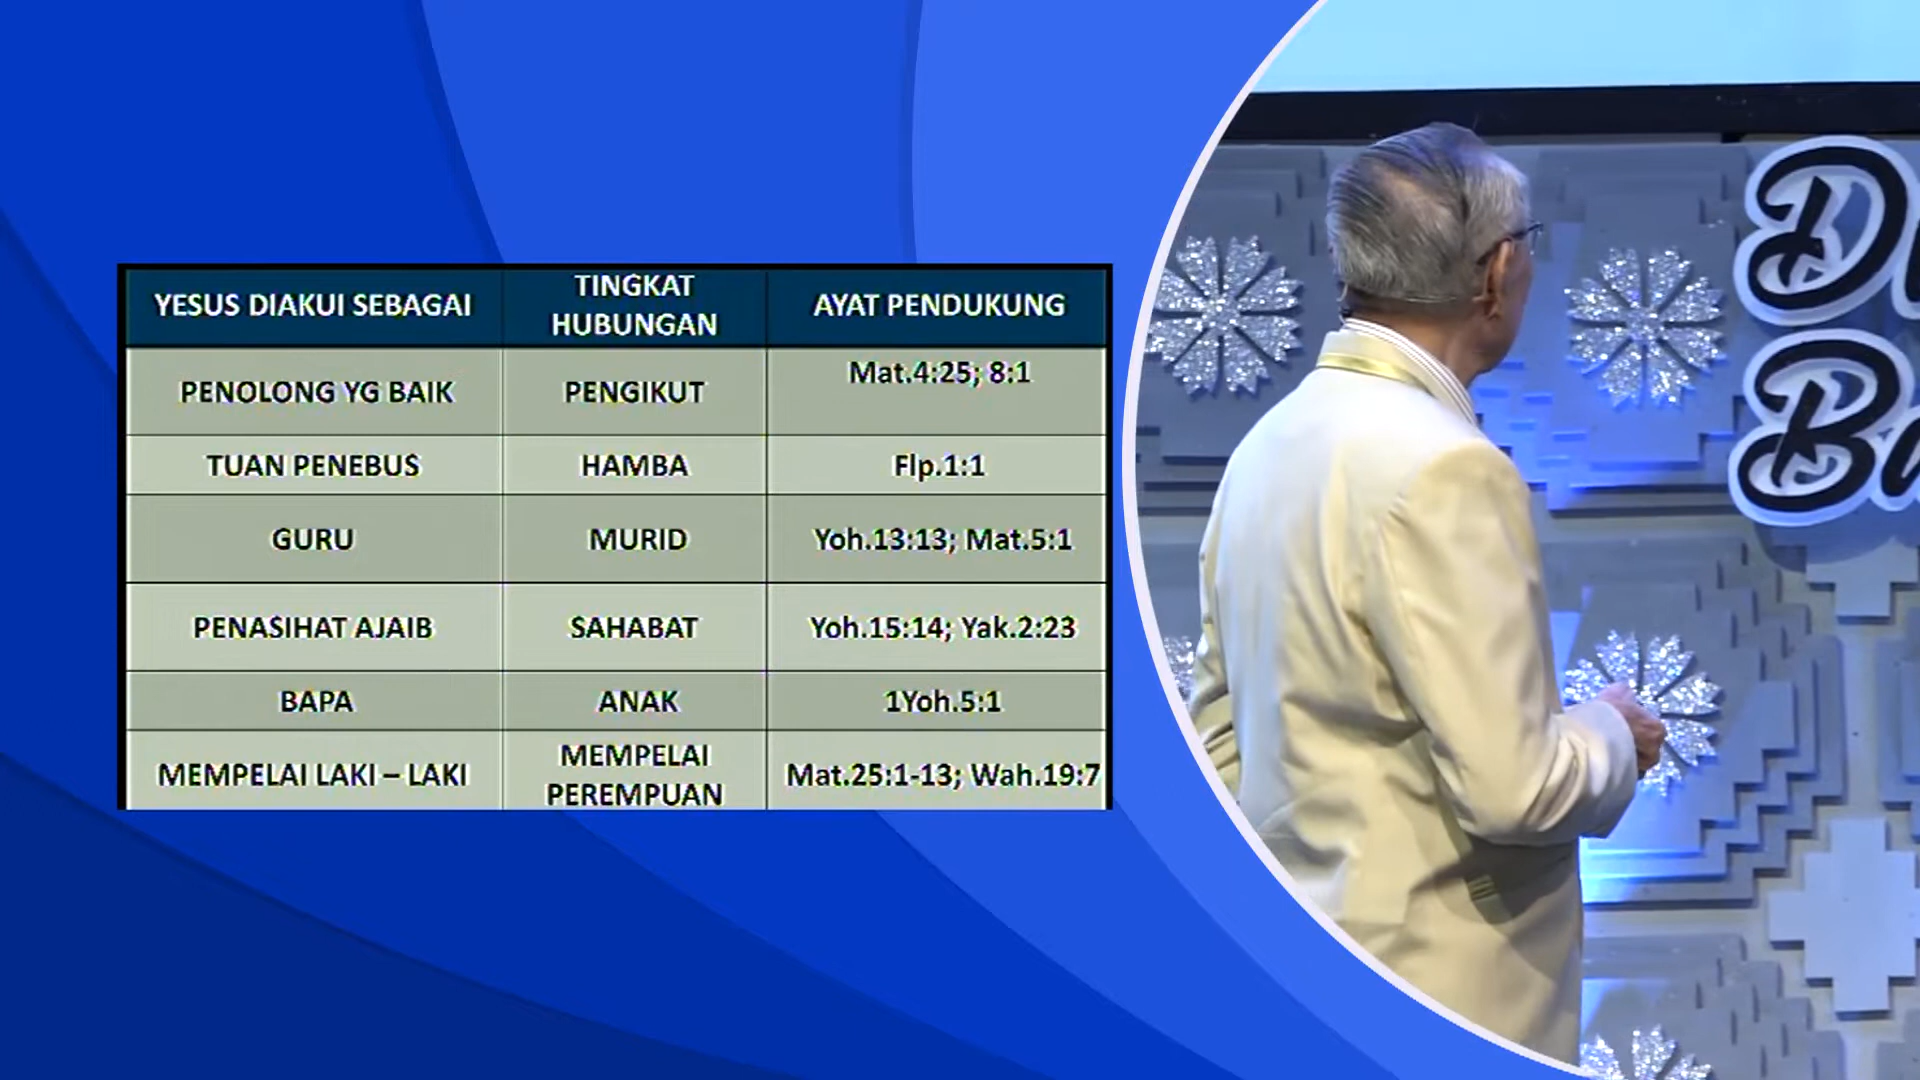 YESUS DIAKUI SEBAGAI
TINGKAT
HUBUNGAN
AYAT PENDUKUNG
PENOLONG YG BAIK
PENGIKUT
Mat.4:25; 8:1
TUAN PENEBUS
HAMBA
Flp.1:1
GURU
MURID
Yoh.13:13; Mat.5:1
PENASIHAT AJAIB
SAHABAT
Yoh.15:14; Yak.2:23
BAPA
ANAK
1Yoh.5:1
MEMPELAI LAKI – LAKI
MEMPELAI
PEREMPUAN
Mat.25:1-13; Wah.19:7